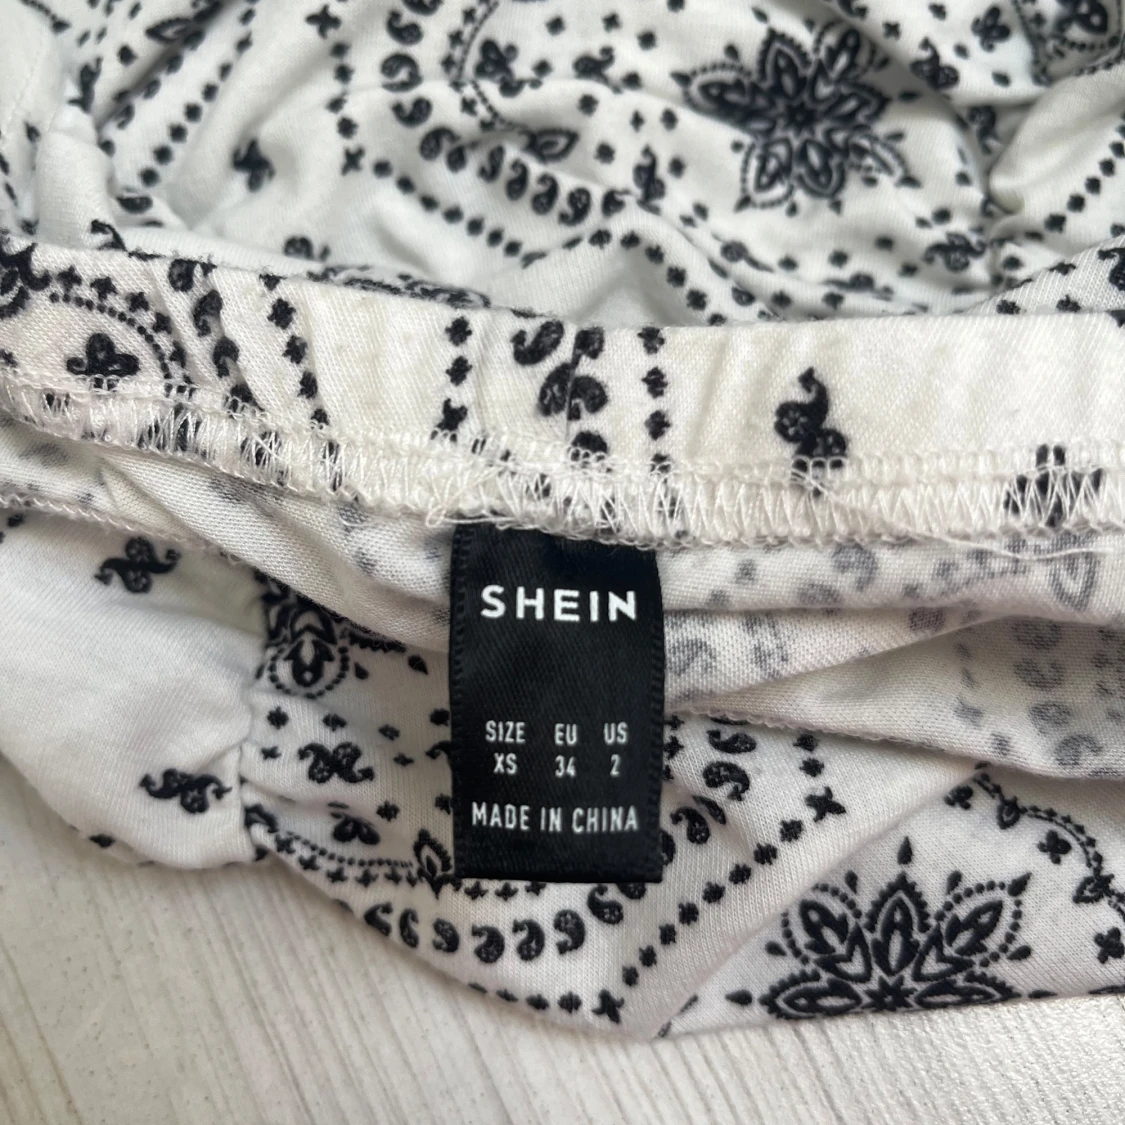 SHEIN
SIZE EU US
XS 34 2
MADE IN CHINA